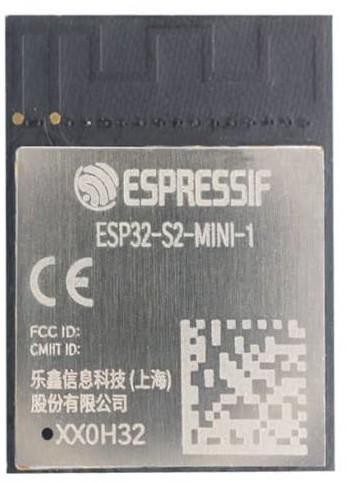 ESPRESSIF
ESP32-S2-MINI-1
CE
FCC ID:
CMIIT ID:
乐鑫信息科技(上海)
股份有限公司
XX0H32